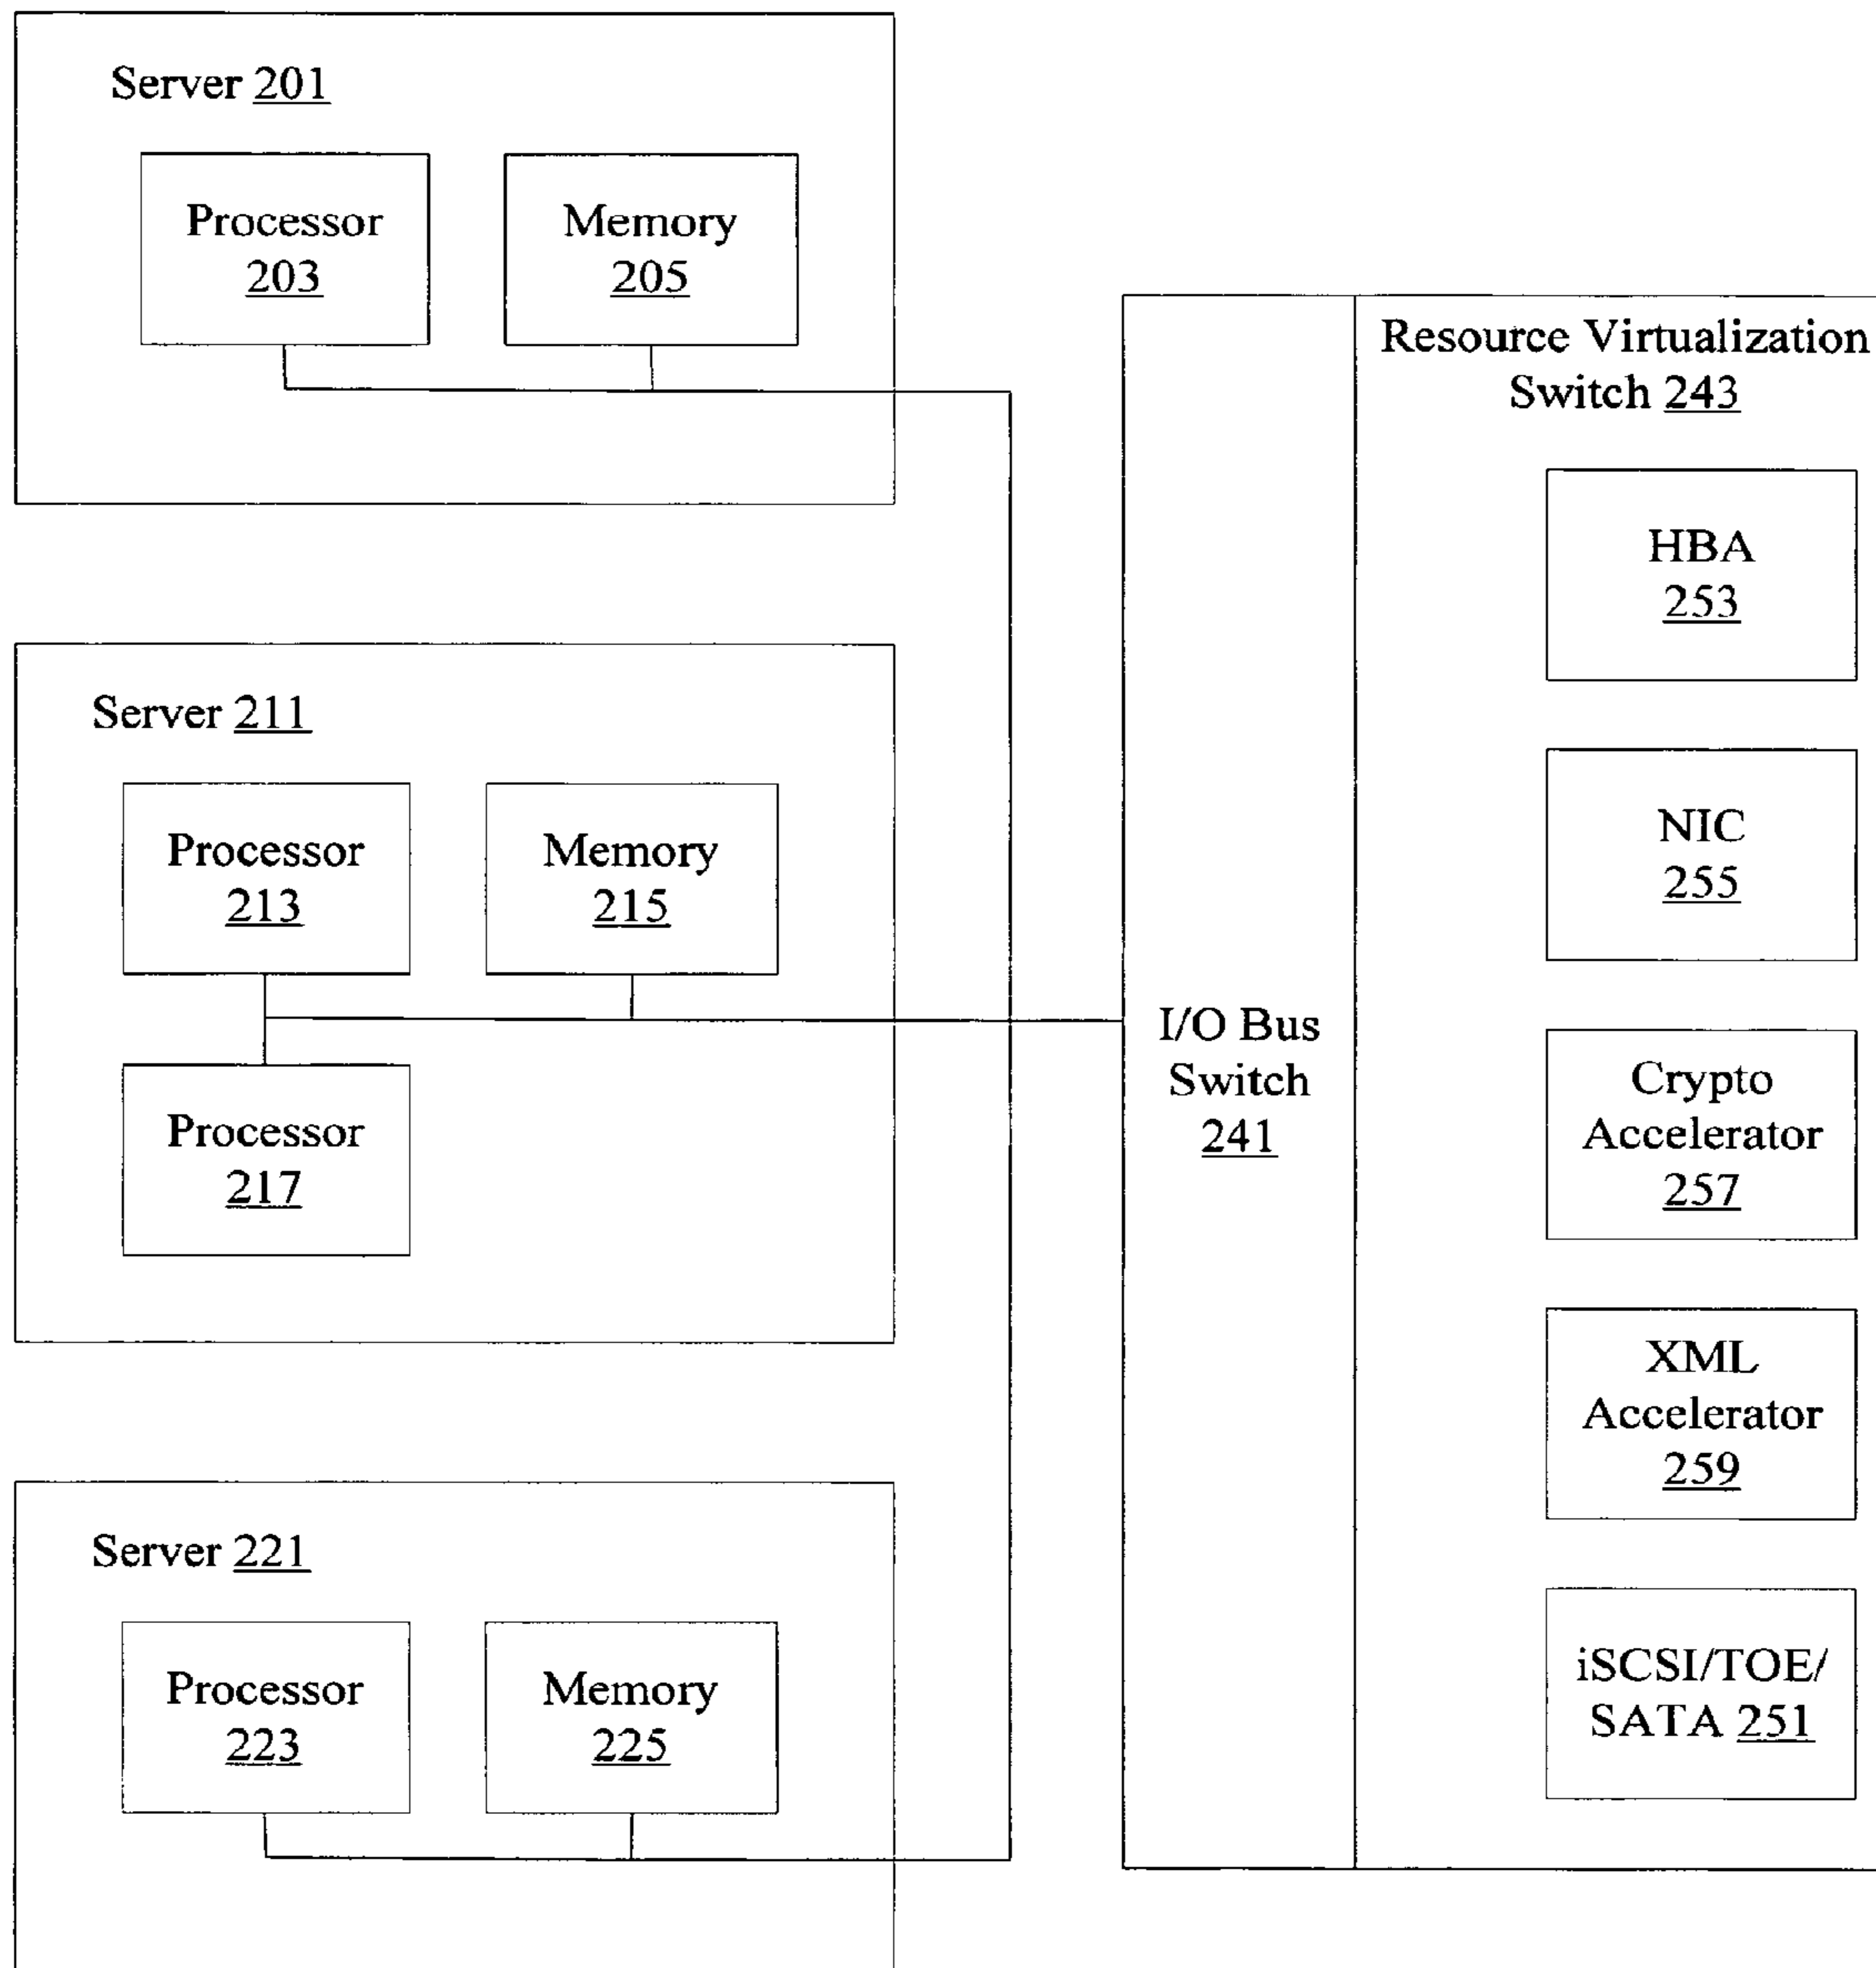 Server 201
Processor
203
Memory
205
Server 211
Processor
213
Memory
215
Processor
217
Server 221
Processor
223
Memory
225
I/O Bus
Switch
241
Resource Virtualization
Switch 243
HBA
253
NIC
255
Crypto
Accelerator
257
XML
Accelerator
259
iSCSI/TOE/
SATA 251